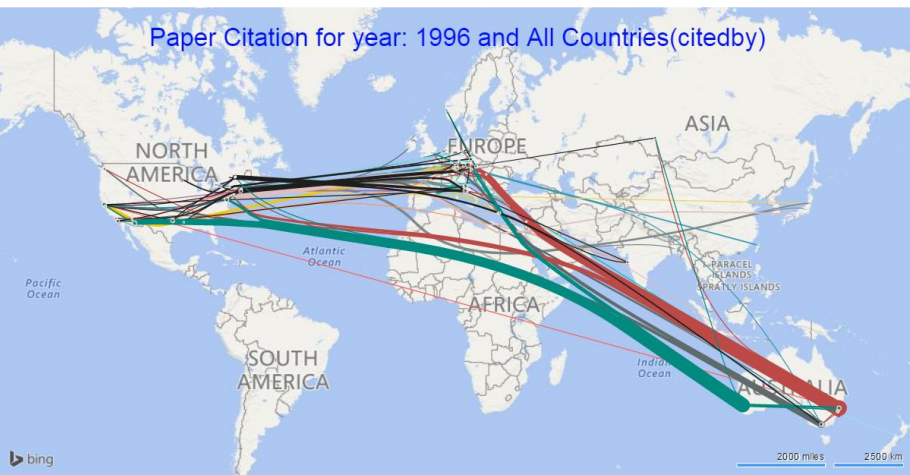 Paper Citation for year: 1996 and All Countries(citedby)
ASIA
EUROPE
NORTH
AMERICA
Atlantic
Ocean
PARACEL
ISLANDS
SPRATLY ISLANDS
Pacific
Ocean
AFRICA
SOUTH
AMERICA
Indian
Ocean
AUSTRALIA
bing
2000 miles
2500 km